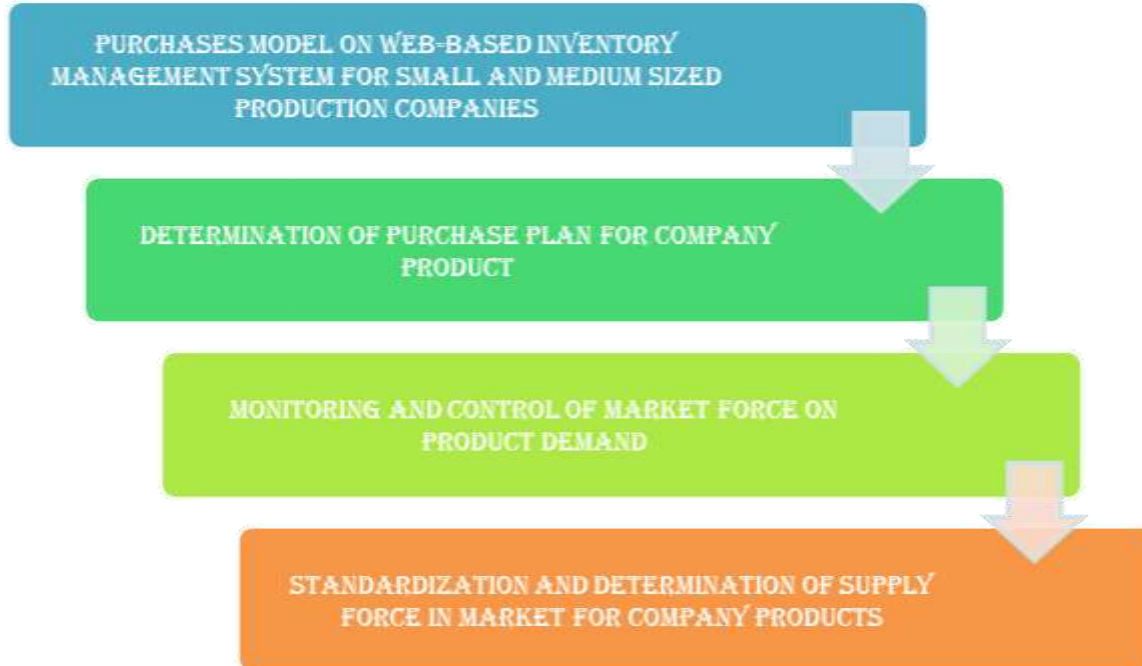 PURCHASES MODEL ON WEB-BASED INVENTORY
MANAGEMENT SYSTEM FOR SMALL AND MEDIUM SIZED
PRODUCTION COMPANIES
DETERMINATION OF PURCHASE PLAN FOR COMPANY
PRODUCT
MONITORING AND CONTROL OF MARKET FORCE ON
PRODUCT DEMAND
STANDARDIZATION AND DETERMINATION OF SUPPLY
FORCE IN MARKET FOR COMPANY PRODUCTS